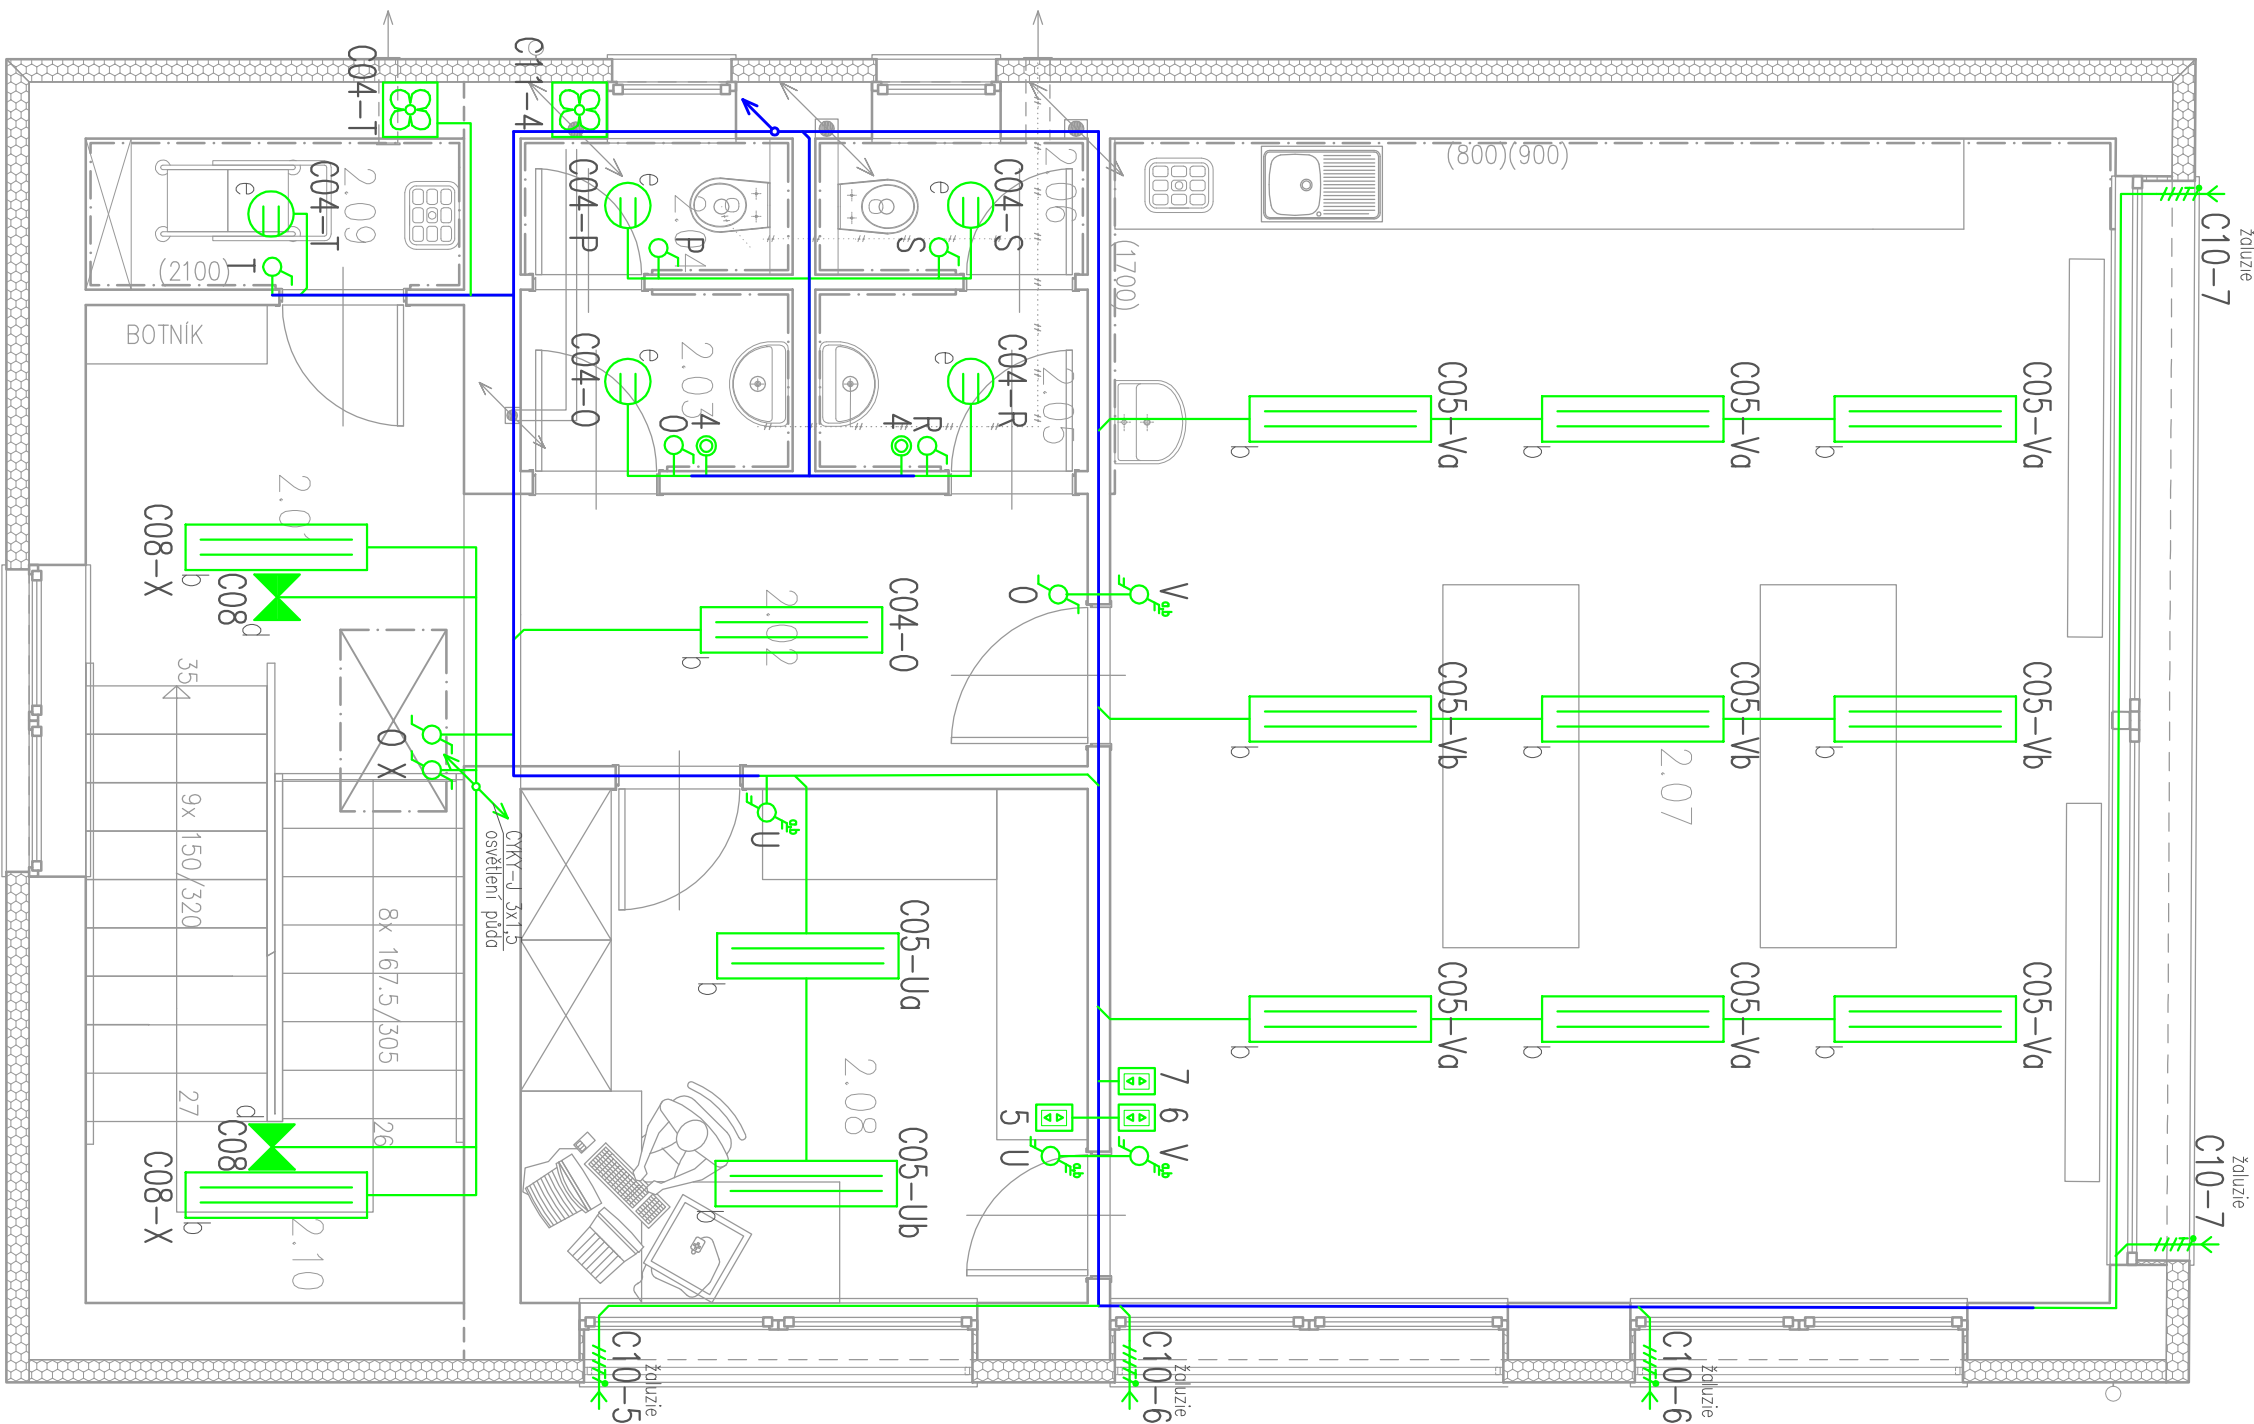 C04-T
C11-4
C04-T
2.09
e
T
(2100)
BOTNÍK
C04-P
e
P
2.04
C04-S
e
S
2.06
(800)(900)
(1700)
žaluzie
C10-7
C04-O
e
2.03
O
4
C04-R
e
4
R
2.05
C05-Va
b
C05-Va
b
C05-Va
b
C08-X
b
C08
d
C04-O
2.02
b
O
V
ab
C05-Vb
b
C05-Vb
b
C05-Vb
b
2.07
35
9x 150/320
27
8x 167.5/305
26
O
X
CYKY-J 3x1,5
osvětlení půda
U
ab
C05-Ua
b
2.08
C05-Ub
b
C05-Va
b
C05-Va
b
C05-Va
b
7
6
5
V
ab
U
ab
C08
d
C08-X
b
2.10
žaluzie
C10-7
žaluzie
C10-5
žaluzie
C10-6
žaluzie
C10-6